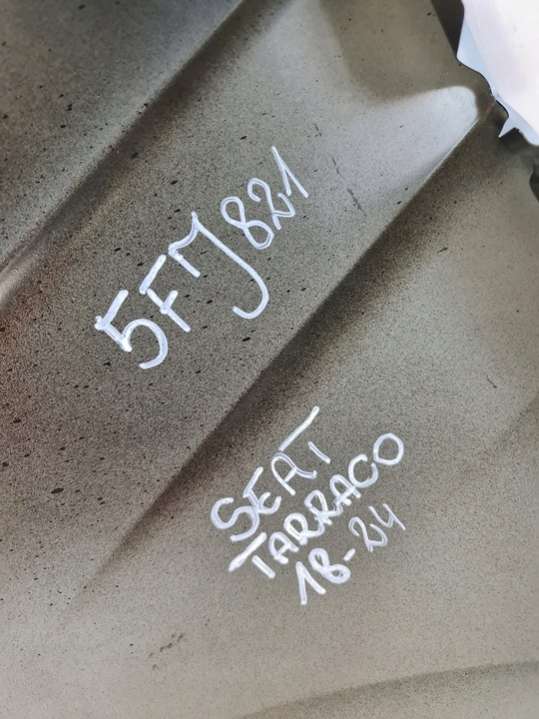 5FJ821
SEAT
TARRACO
18-24